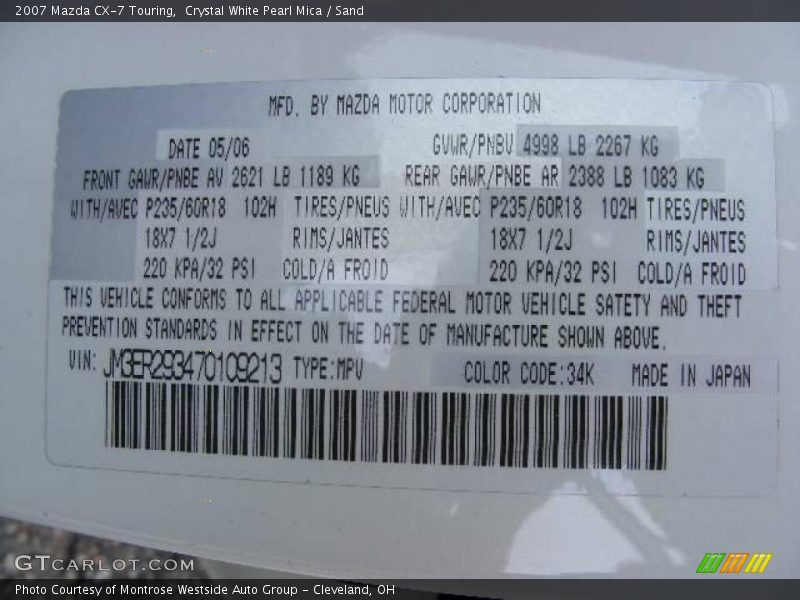 2007 Mazda CX-7 Touring,  Crystal White Pearl Mica / Sand
MFD. BY MAZDA MOTOR CORPORATION
DATE 05/06 GVWR/PNBV 4998 LB 2267 KG
FRONT GAWR/PNBE AV 2621 LB 1189 KG REAR GAWR/PNBE AR 2388 LB 1083 KG
WITH/AVEC P235/60R18 102H TIRES/PNEUS WITH/AVEC P235/60R18 102H TIRES/PNEUS
18X7 1/2J RIMS/JANTES 18X7 1/2J RIMS/JANTES
220 KPA/32 PSI COLD/A FROID 220 KPA/32 PSI COLD/A FROID
THIS VEHICLE CONFORMS TO ALL APPLICABLE FEDERAL MOTOR VEHICLE SAFETY AND THEFT
PREVENTION STANDARDS IN EFFECT ON THE DATE OF MANUFACTURE SHOWN ABOVE.
VIN: JM3ER293470109213 TYPE:MPV COLOR CODE:34K MADE IN JAPAN
GTCARLOT.COM
Photo Courtesy of Montrose Westside Auto Group - Cleveland, OH